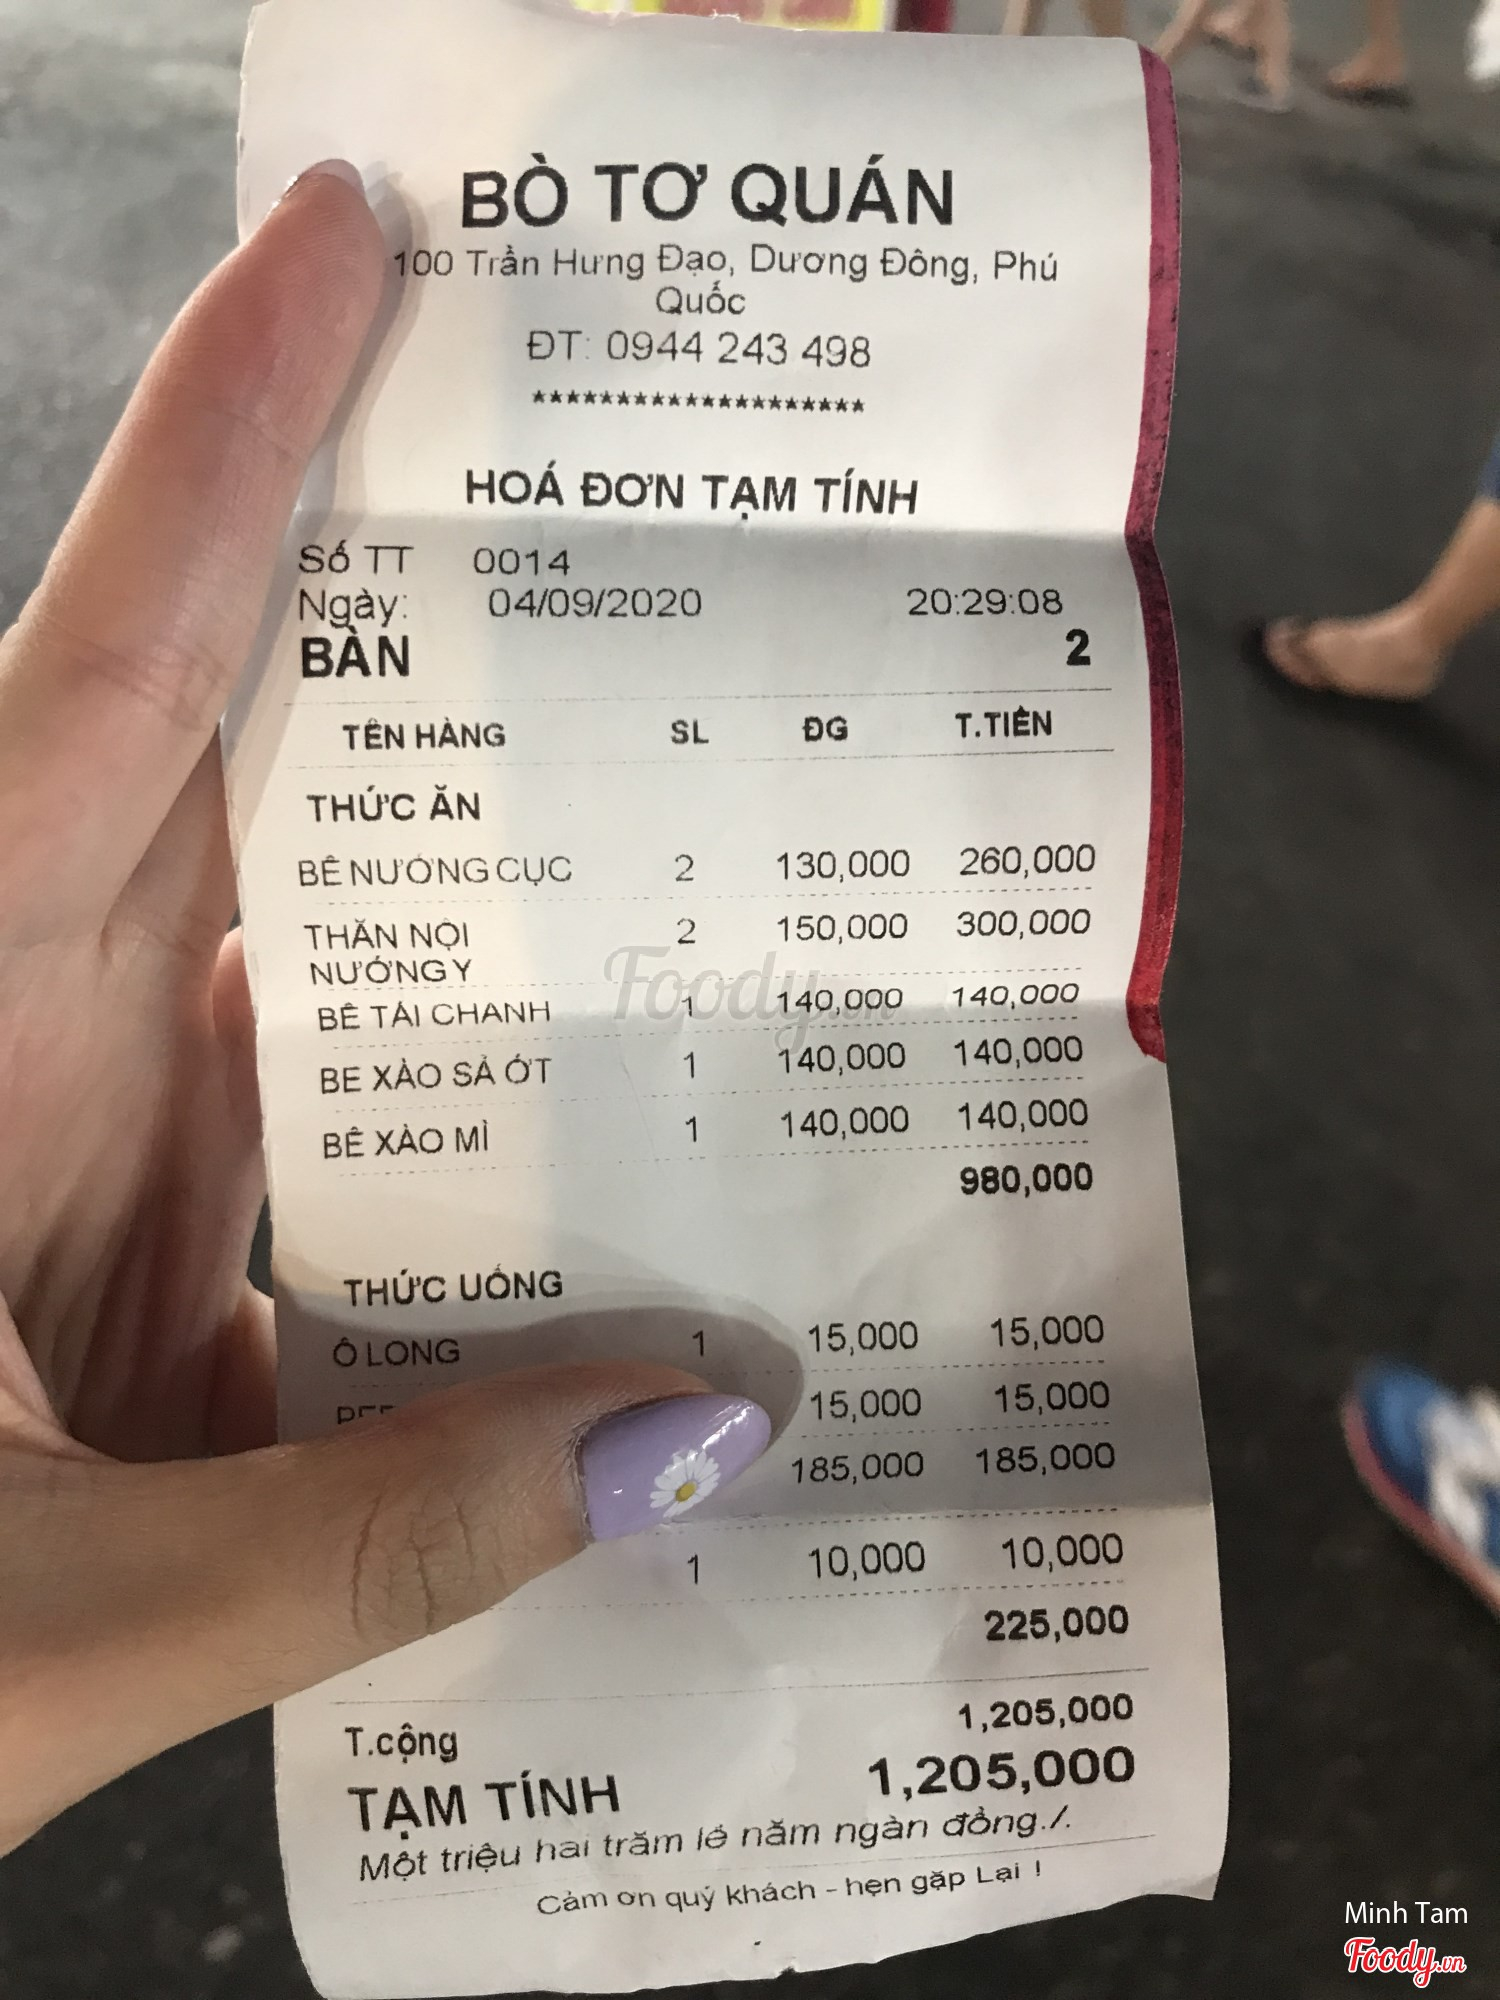 BÒ TƠ QUÁN
100 Trần Hưng Đạo, Dương Đông, Phú
Quốc
ĐT: 0944 243 498
********************
HOÁ ĐƠN TẠM TÍNH
Số TT 0014
Ngày: 04/09/2020 20:29:08
BÀN 2
TÊN HÀNG SL ĐG T.TIỀN
THỨC ĂN
BÊ NƯỚNG CỤC 2 130,000 260,000
THĂN NỘI 2 150,000 300,000
NƯỚNG Y
BÊ TÁI CHANH 1 140,000 140,000
BE XÀO SẢ ỚT 1 140,000 140,000
BÊ XÀO MÌ 1 140,000 140,000
980,000
THỨC UỐNG
Ô LONG 1 15,000 15,000
15,000 15,000
185,000 185,000
1 10,000 10,000
225,000
T.cộng 1,205,000
TẠM TÍNH 1,205,000
Một triệu hai trăm lẻ năm ngàn đồng./.
Cảm ơn quý khách - hẹn gặp Lại !
Foody.vn
Minh Tam
Foody.vn